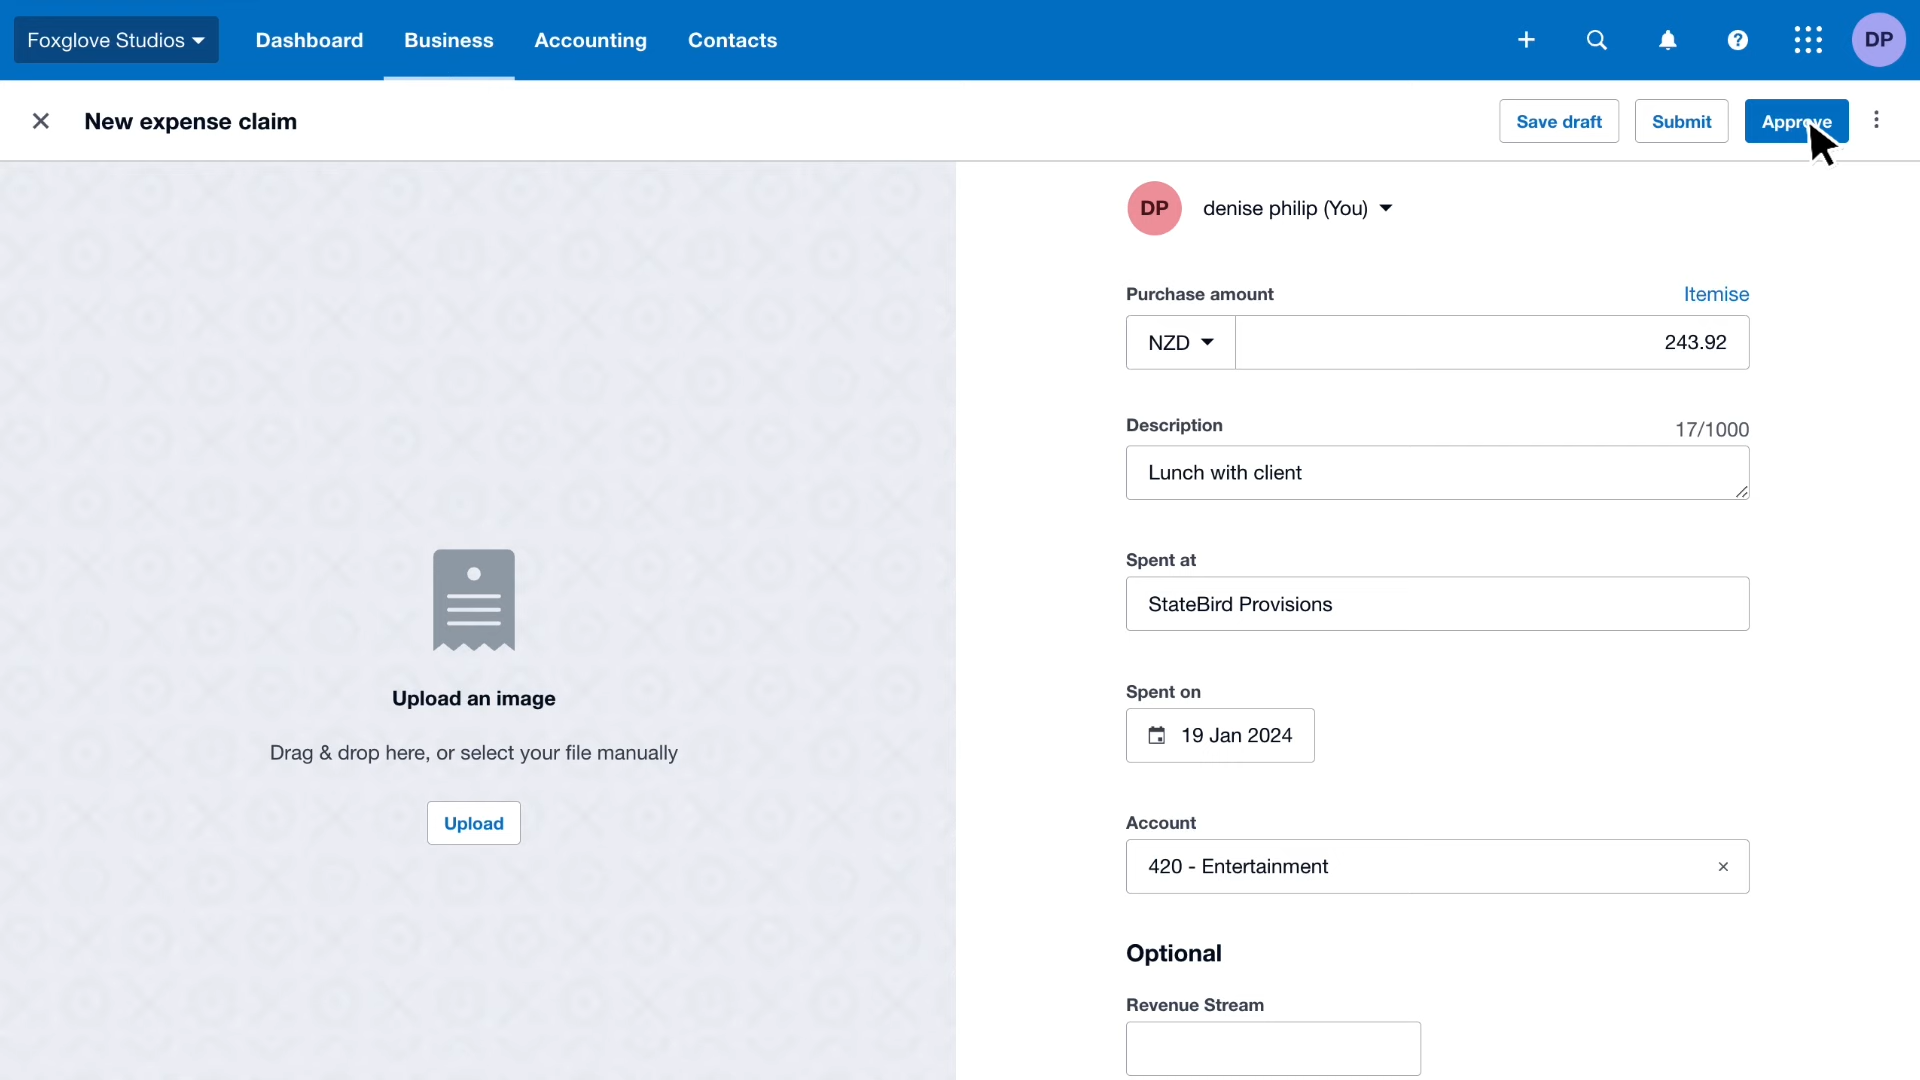 Foxglove Studios
Dashboard
Business
Accounting
Contacts
?
DP
New expense claim
Save draft
Submit
Approve
DP
denise philip (You)
Purchase amount
Itemise
NZD
243.92
Description
17/1000
Lunch with client
Spent at
StateBird Provisions
Spent on
19 Jan 2024
Account
420 - Entertainment
Optional
Revenue Stream
Upload an image
Drag & drop here, or select your file manually
Upload